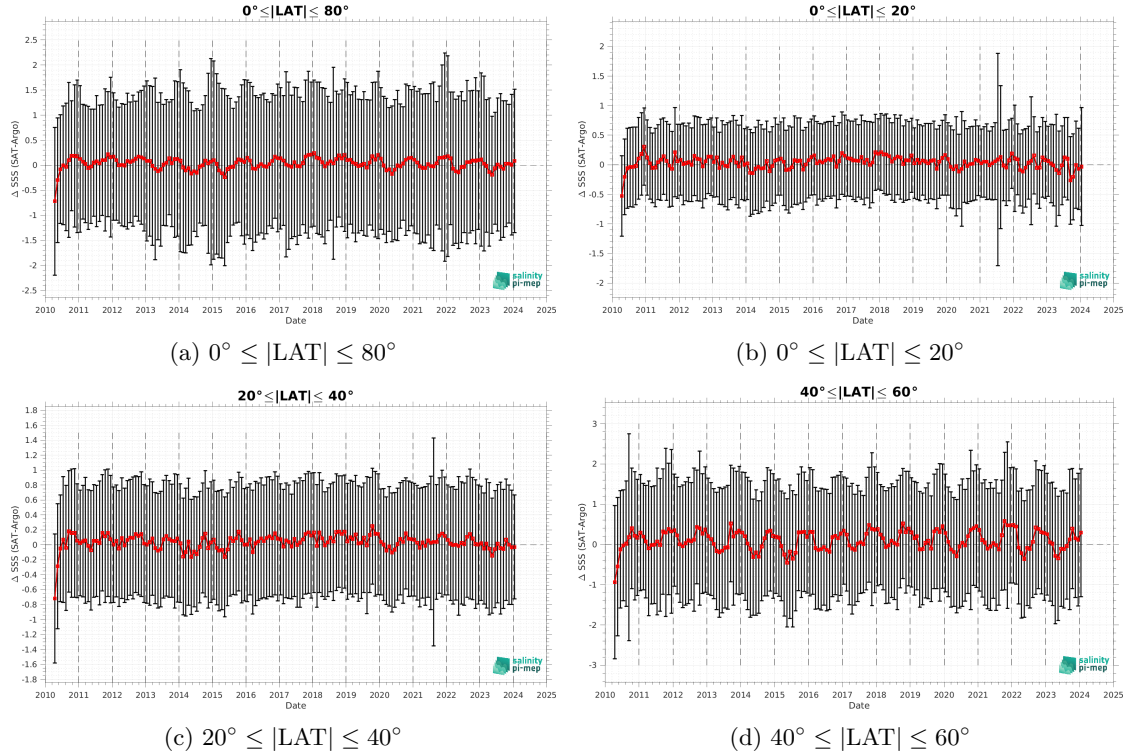 0°≤|LAT|≤ 80°
Δ SSS (SAT-Argo)
2.5
2
1.5
1
0.5
0
-0.5
-1
-1.5
-2
-2.5
2010 2011 2012 2013 2014 2015 2016 2017 2018 2019 2020 2021 2022 2023 2024 2025
Date
salinity
pi-mep
(a) 0° ≤ |LAT| ≤ 80°
0°≤|LAT|≤ 20°
Δ SSS (SAT-Argo)
2
1.5
1
0.5
0
-0.5
-1
-1.5
-2
2010 2011 2012 2013 2014 2015 2016 2017 2018 2019 2020 2021 2022 2023 2024 2025
Date
salinity
pi-mep
(b) 0° ≤ |LAT| ≤ 20°
20°≤|LAT|≤ 40°
Δ SSS (SAT-Argo)
1.8
1.6
1.4
1.2
1
0.8
0.6
0.4
0.2
0
-0.2
-0.4
-0.6
-0.8
-1
-1.2
-1.4
-1.6
-1.8
2010 2011 2012 2013 2014 2015 2016 2017 2018 2019 2020 2021 2022 2023 2024 2025
Date
salinity
pi-mep
(c) 20° ≤ |LAT| ≤ 40°
40°≤|LAT|≤ 60°
Δ SSS (SAT-Argo)
3
2
1
0
-1
-2
-3
2010 2011 2012 2013 2014 2015 2016 2017 2018 2019 2020 2021 2022 2023 2024 2025
Date
salinity
pi-mep
(d) 40° ≤ |LAT| ≤ 60°